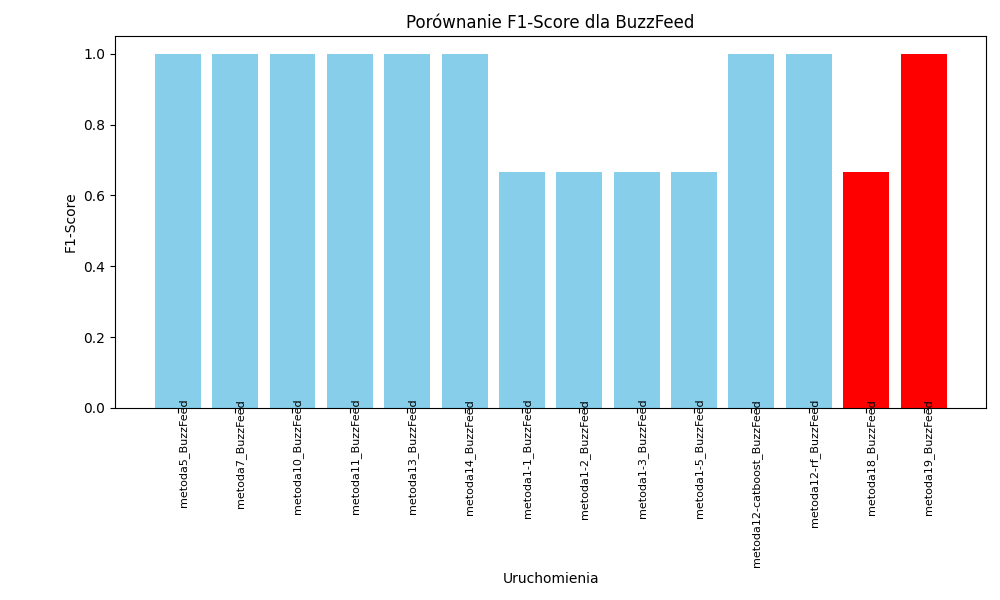 Porównanie F1-Score dla BuzzFeed
F1-Score
1.0
0.8
0.6
0.4
0.2
0.0
metoda5_BuzzFeed
metoda7_BuzzFeed
metoda10_BuzzFeed
metoda11_BuzzFeed
metoda13_BuzzFeed
metoda14_BuzzFeed
metoda1-1_BuzzFeed
metoda1-2_BuzzFeed
metoda1-3_BuzzFeed
metoda1-5_BuzzFeed
metoda12-catboost_BuzzFeed
metoda12-rf_BuzzFeed
metoda18_BuzzFeed
metoda19_BuzzFeed
Uruchomienia